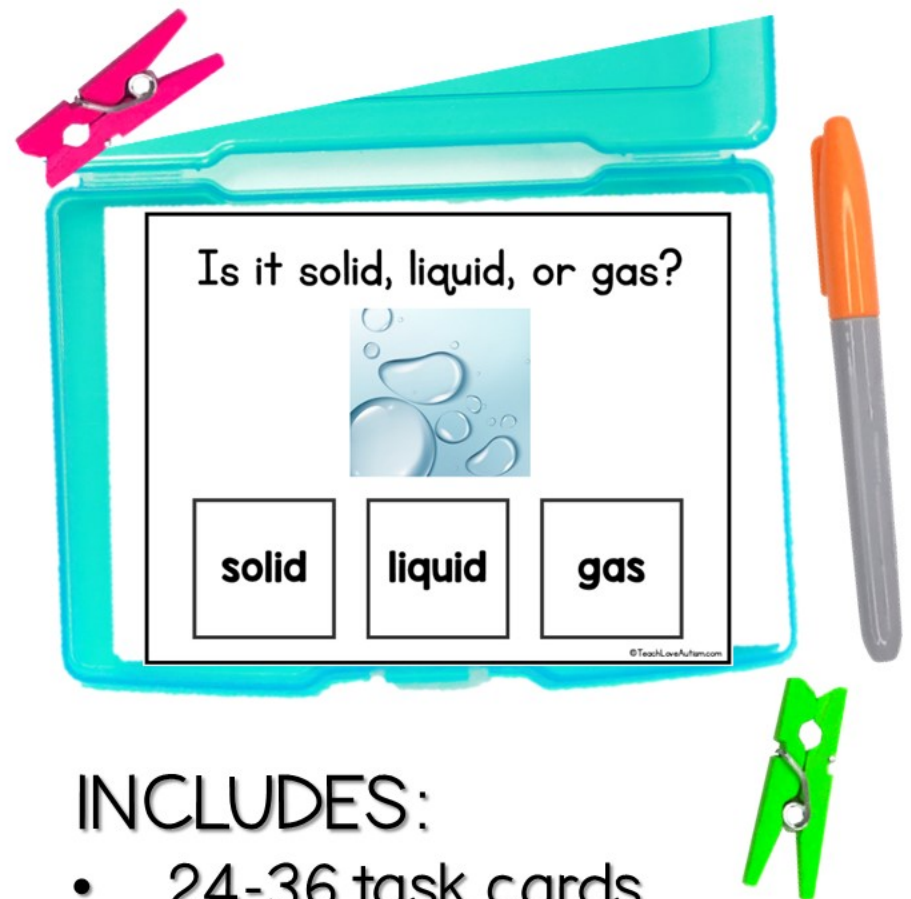 Is it solid, liquid, or gas?
solid
liquid
gas
©TeachLoveAutism.com
INCLUDES:
• 24-36 task cards